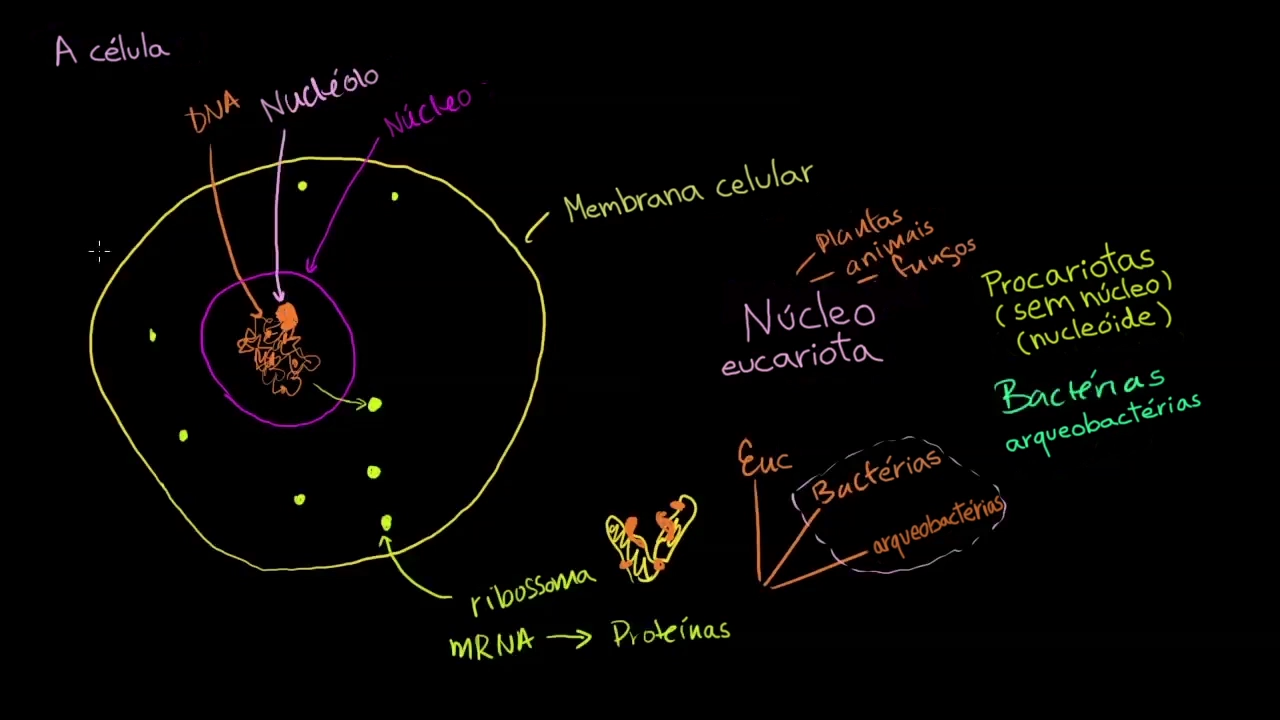 A célula
DNA
Nucléolo
Núcleo
Membrana celular
plantas
animais
fungos
Núcleo
eucariota
Procariotas
(sem núcleo)
(nucleóide)
Bactérias
arqueobactérias
Euc
Bactérias
arqueobactérias
ribossoma
mRNA → Proteínas